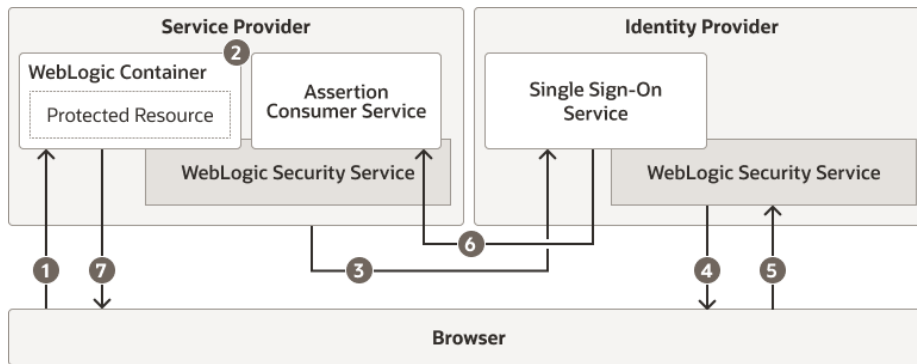 Service Provider
Identity Provider
2
WebLogic Container
Protected Resource
Assertion
Consumer Service
Single Sign-On
Service
WebLogic Security Service
WebLogic Security Service
6
1
7
3
4
5
Browser